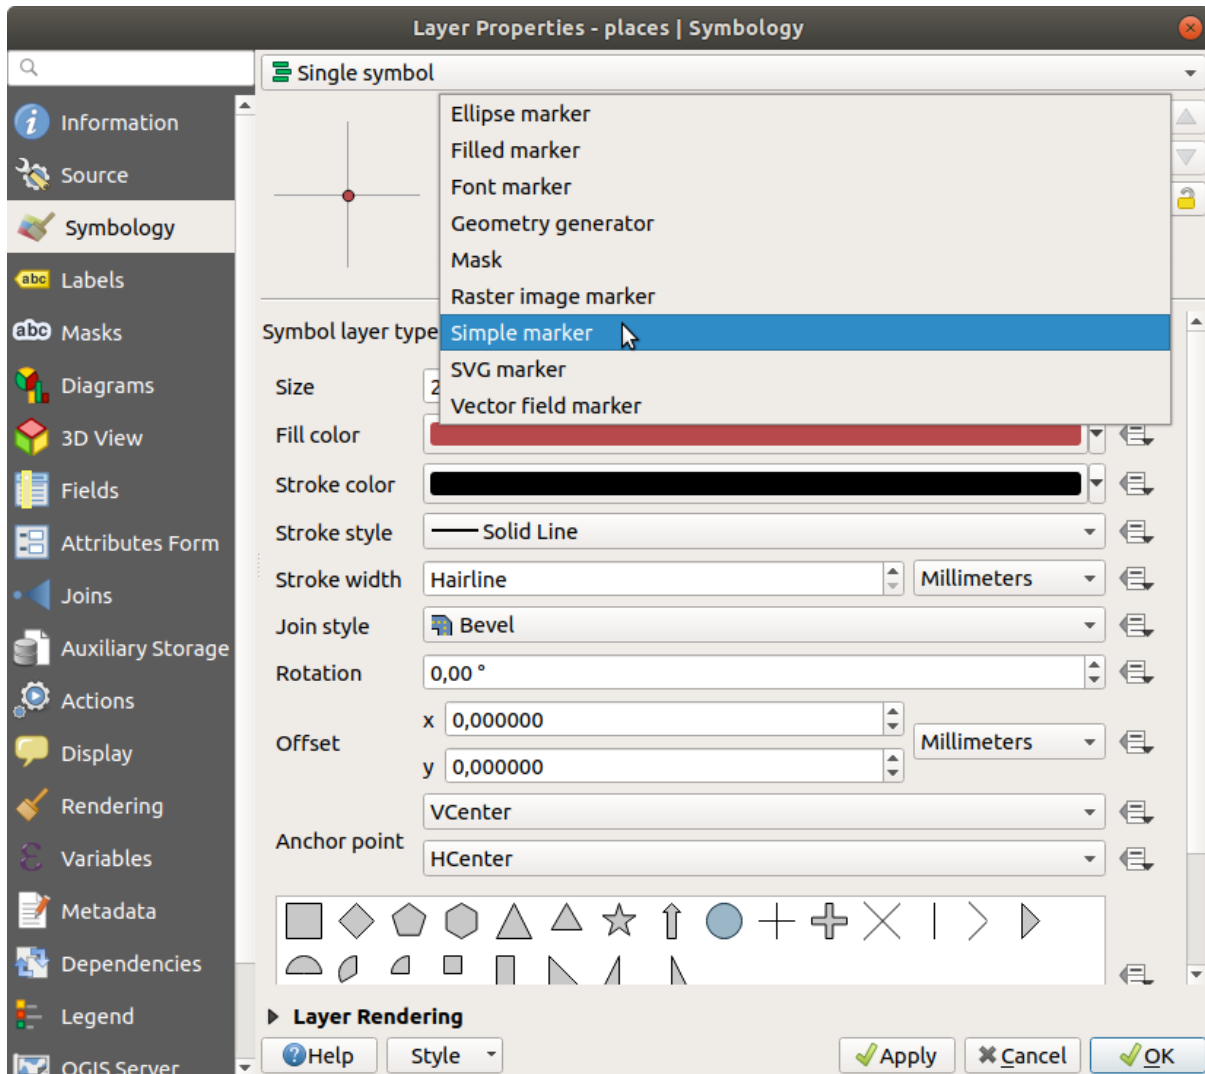 Layer Properties - places | Symbology
Single symbol
Information
Source
Symbology
abc Labels
abc Masks
Diagrams
3D View
Fields
Attributes Form
Joins
Auxiliary Storage
Actions
Display
Rendering
Variables
Metadata
Dependencies
Legend
QGIS Server
Ellipse marker
Filled marker
Font marker
Geometry generator
Mask
Raster image marker
Symbol layer type
Simple marker
SVG marker
Vector field marker
Size 2
Fill color
Stroke color
Stroke style Solid Line
Stroke width Hairline Millimeters
Join style Bevel
Rotation 0,00 °
Offset
x 0,000000
Millimeters
y 0,000000
Anchor point
VCenter
HCenter
Layer Rendering
Help Style Apply Cancel OK